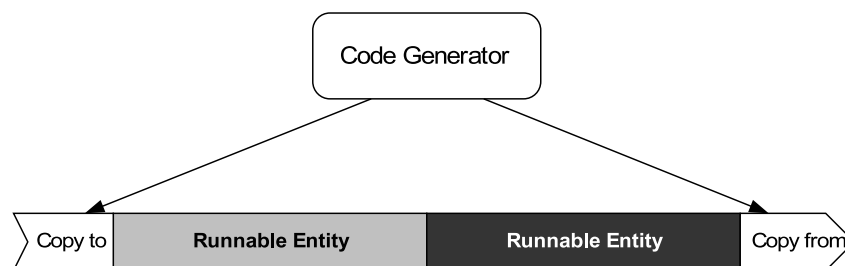 Code Generator
Copy to
Runnable Entity
Runnable Entity
Copy from